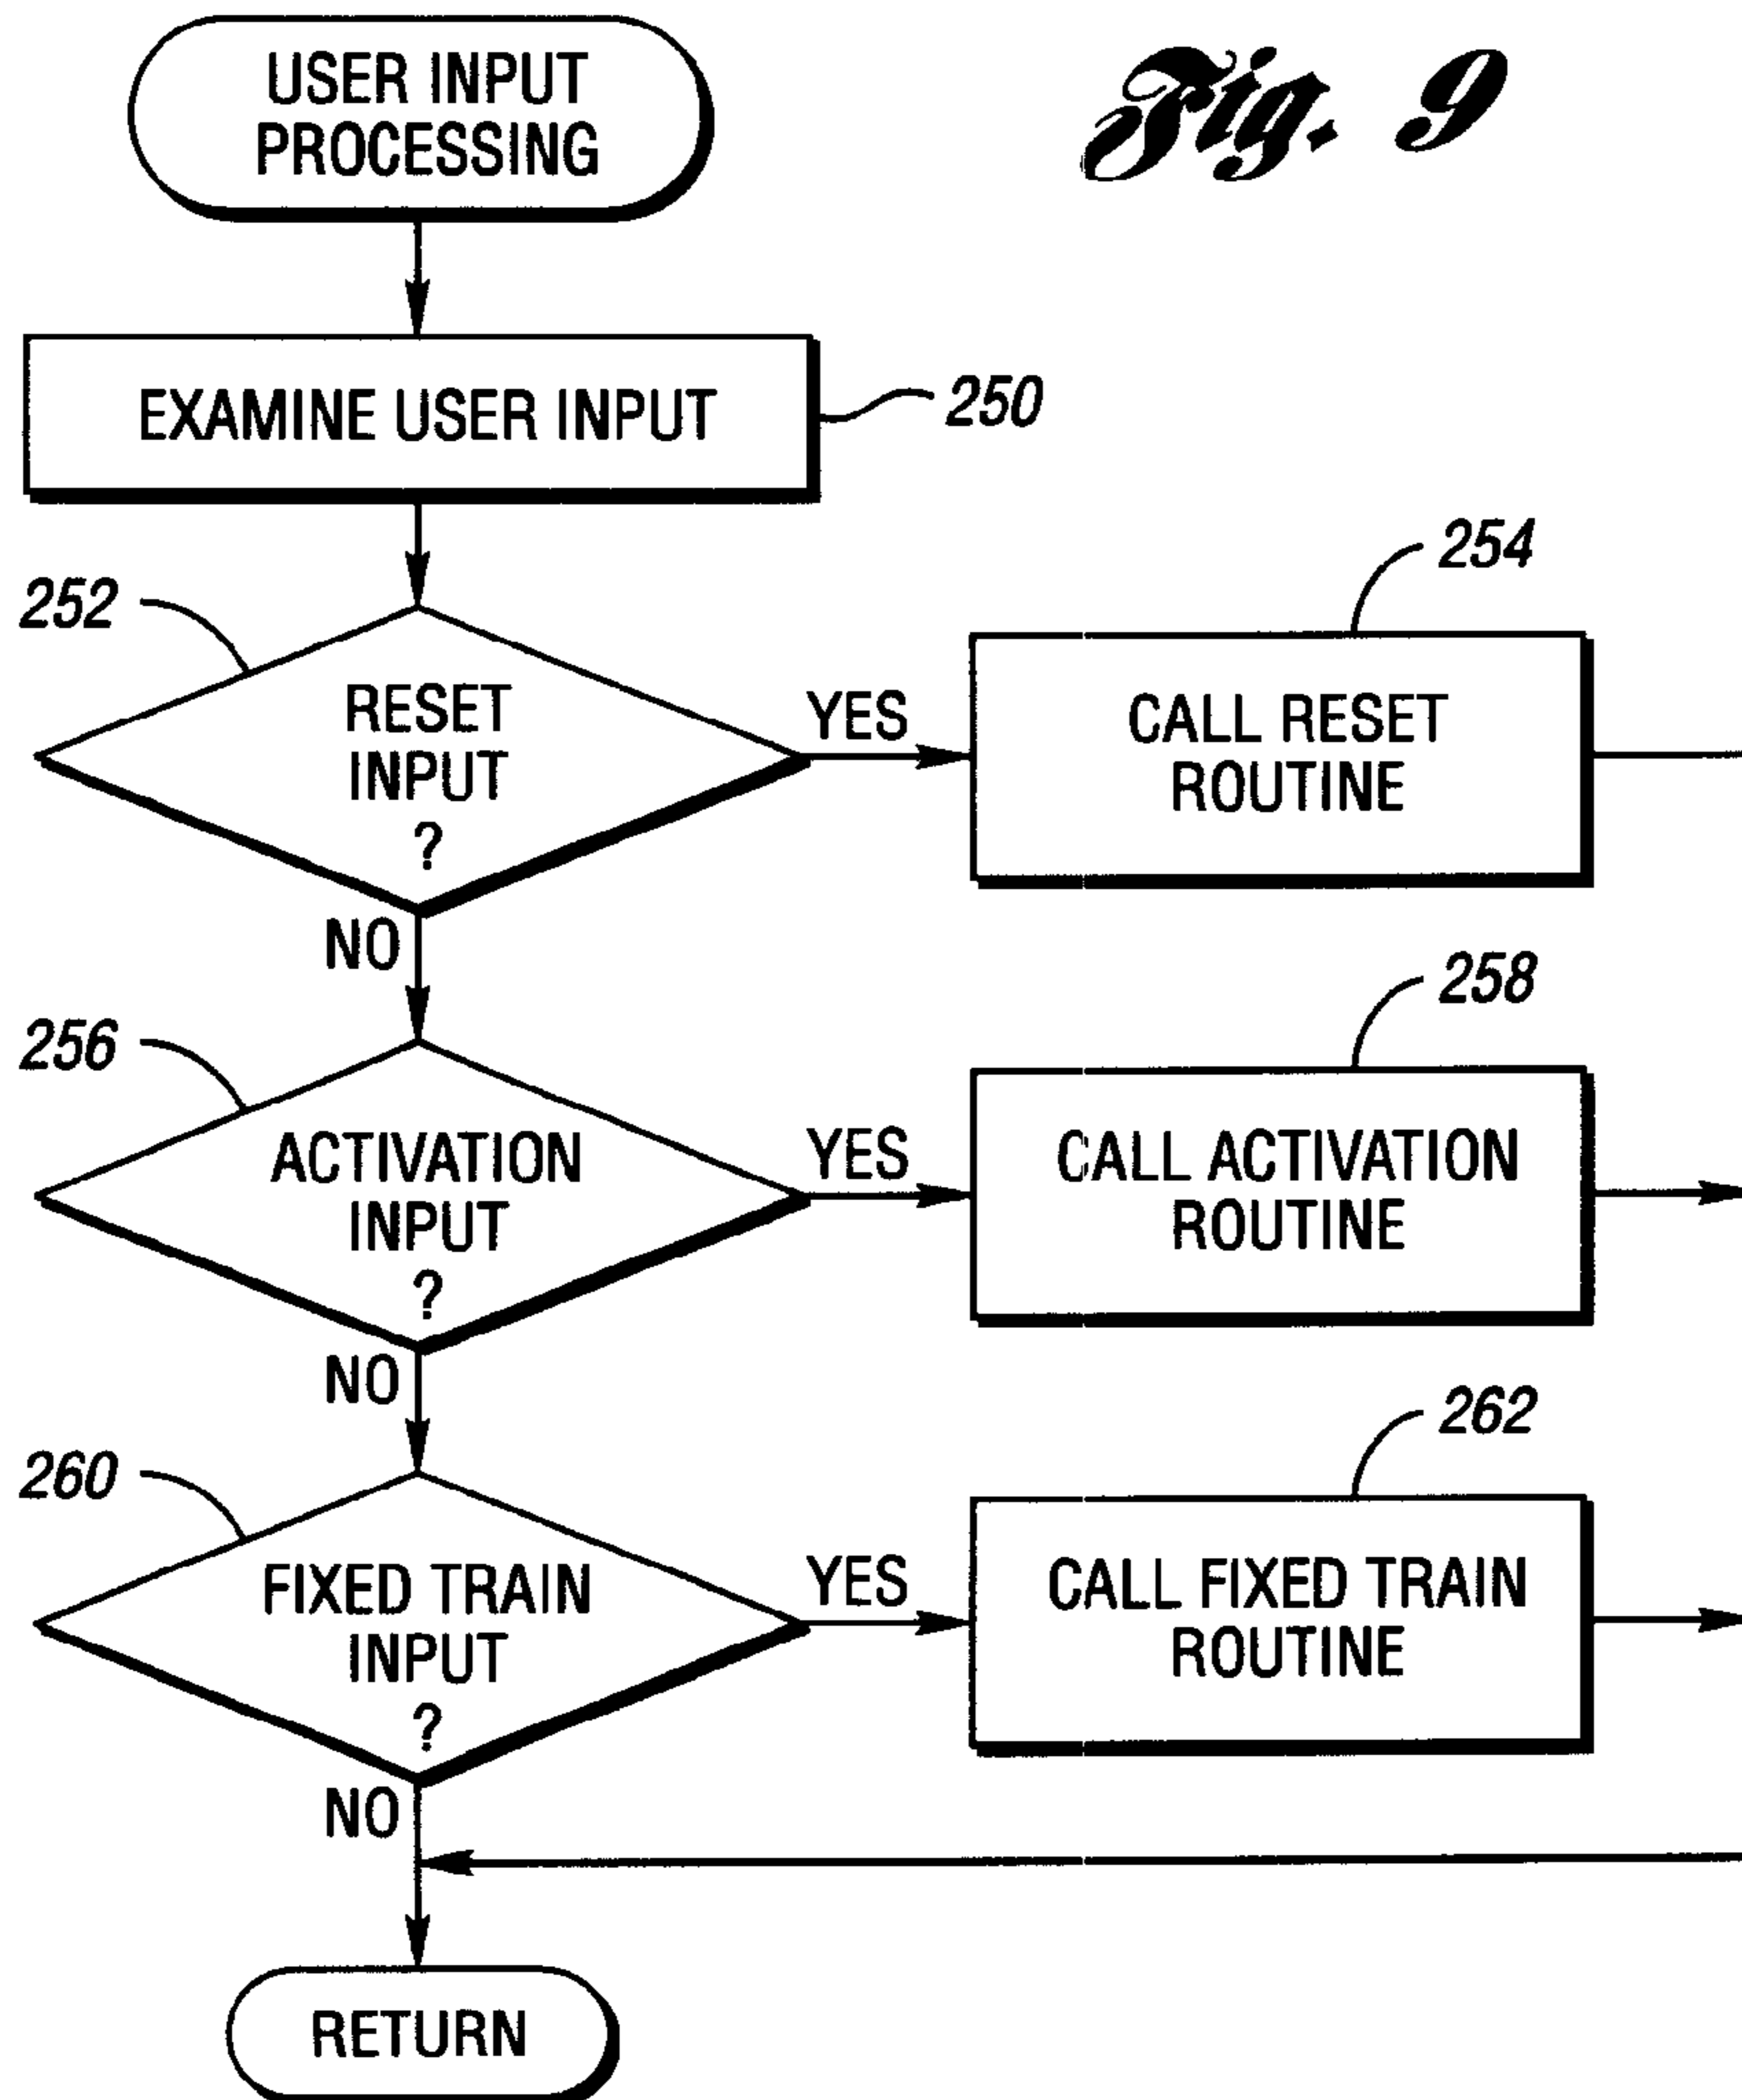 USER INPUT
PROCESSING
Fig. 9
EXAMINE USER INPUT
250
252
RESET
INPUT
?
YES
NO
254
CALL RESET
ROUTINE
256
ACTIVATION
INPUT
?
YES
NO
258
CALL ACTIVATION
ROUTINE
260
FIXED TRAIN
INPUT
?
YES
NO
262
CALL FIXED TRAIN
ROUTINE
RETURN